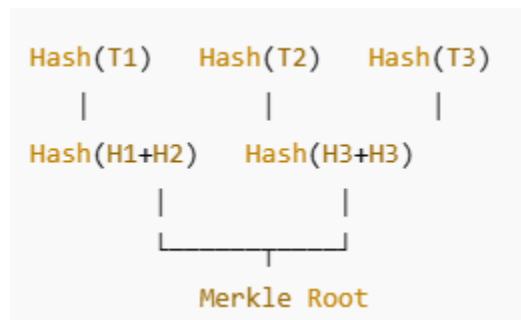 Hash(T1) Hash(T2) Hash(T3)
Hash(H1+H2) Hash(H3+H3)
Merkle Root